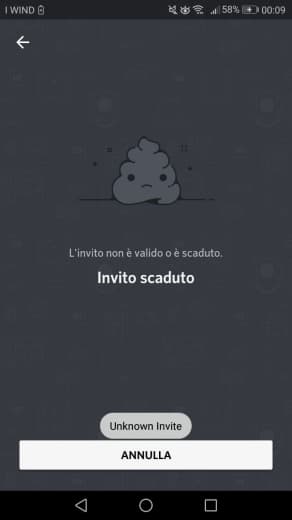 I WIND 58% 00:09
L'invito non è valido o è scaduto.
Invito scaduto
Unknown Invite
ANNULLA